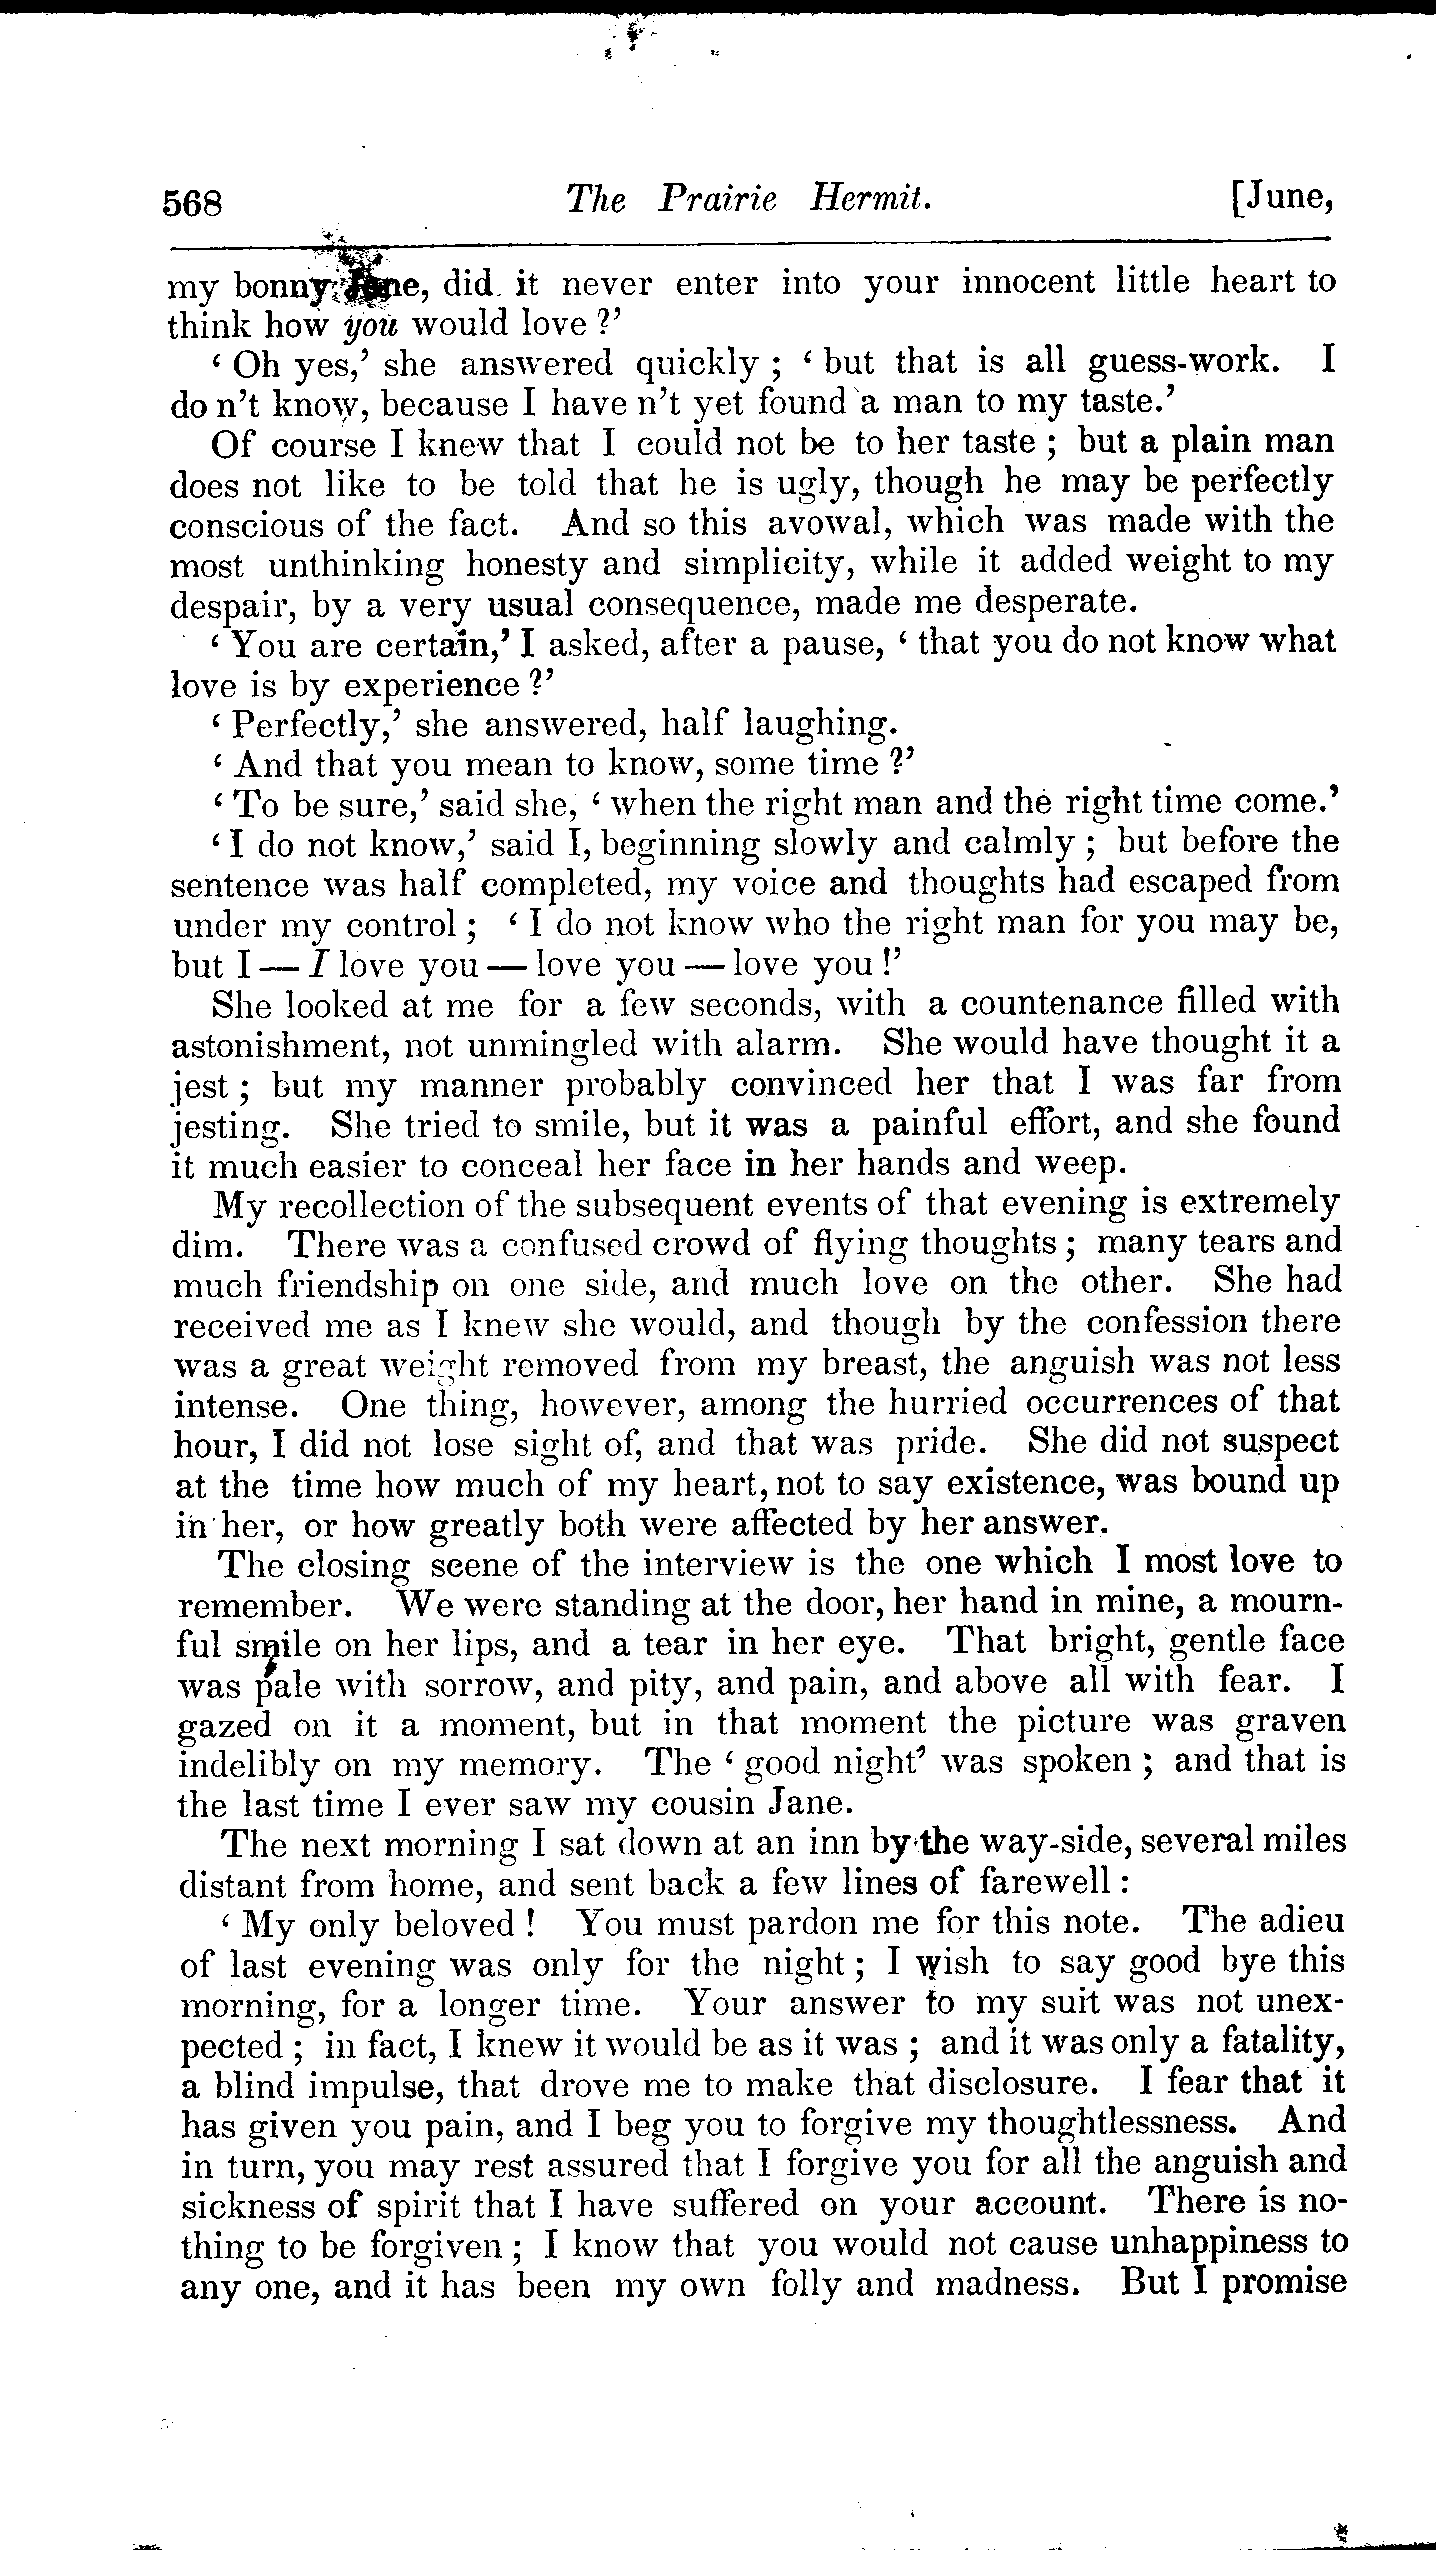 568 The Prairie Hermit. [June,
my bonny Jane, did it never enter into your innocent little heart to
think how you would love ?'
‘ Oh yes,’ she answered quickly ; ‘ but that is all guess-work. I
do n't know, because I have n't yet found a man to my taste.’
Of course I knew that I could not be to her taste ; but a plain man
does not like to be told that he is ugly, though he may be perfectly
conscious of the fact. And so this avowal, which was made with the
most unthinking honesty and simplicity, while it added weight to my
despair, by a very usual consequence, made me desperate.
‘ You are certain,’ I asked, after a pause, ‘ that you do not know what
love is by experience ?’
‘ Perfectly,’ she answered, half laughing.
‘ And that you mean to know, some time ?’
‘ To be sure,’ said she, ‘ when the right man and the right time come.’
‘ I do not know,’ said I, beginning slowly and calmly ; but before the
sentence was half completed, my voice and thoughts had escaped from
under my control ; ‘ I do not know who the right man for you may be,
but I — I love you — love you — love you !’
She looked at me for a few seconds, with a countenance filled with
astonishment, not unmingled with alarm. She would have thought it a
jest ; but my manner probably convinced her that I was far from
jesting. She tried to smile, but it was a painful effort, and she found
it much easier to conceal her face in her hands and weep.
My recollection of the subsequent events of that evening is extremely
dim. There was a confused crowd of flying thoughts ; many tears and
much friendship on one side, and much love on the other. She had
received me as I knew she would, and though by the confession there
was a great weight removed from my breast, the anguish was not less
intense. One thing, however, among the hurried occurrences of that
hour, I did not lose sight of, and that was pride. She did not suspect
at the time how much of my heart, not to say existence, was bound up
in her, or how greatly both were affected by her answer.
The closing scene of the interview is the one which I most love to
remember. We were standing at the door, her hand in mine, a mourn-
ful smile on her lips, and a tear in her eye. That bright, gentle face
was pale with sorrow, and pity, and pain, and above all with fear. I
gazed on it a moment, but in that moment the picture was graven
indelibly on my memory. The ‘ good night’ was spoken ; and that is
the last time I ever saw my cousin Jane.
The next morning I sat down at an inn by the way-side, several miles
distant from home, and sent back a few lines of farewell :
‘ My only beloved ! You must pardon me for this note. The adieu
of last evening was only for the night ; I wish to say good bye this
morning, for a longer time. Your answer to my suit was not unex-
pected ; in fact, I knew it would be as it was ; and it was only a fatality,
a blind impulse, that drove me to make that disclosure. I fear that it
has given you pain, and I beg you to forgive my thoughtlessness. And
in turn, you may rest assured that I forgive you for all the anguish and
sickness of spirit that I have suffered on your account. There is no-
thing to be forgiven ; I know that you would not cause unhappiness to
any one, and it has been my own folly and madness. But I promise